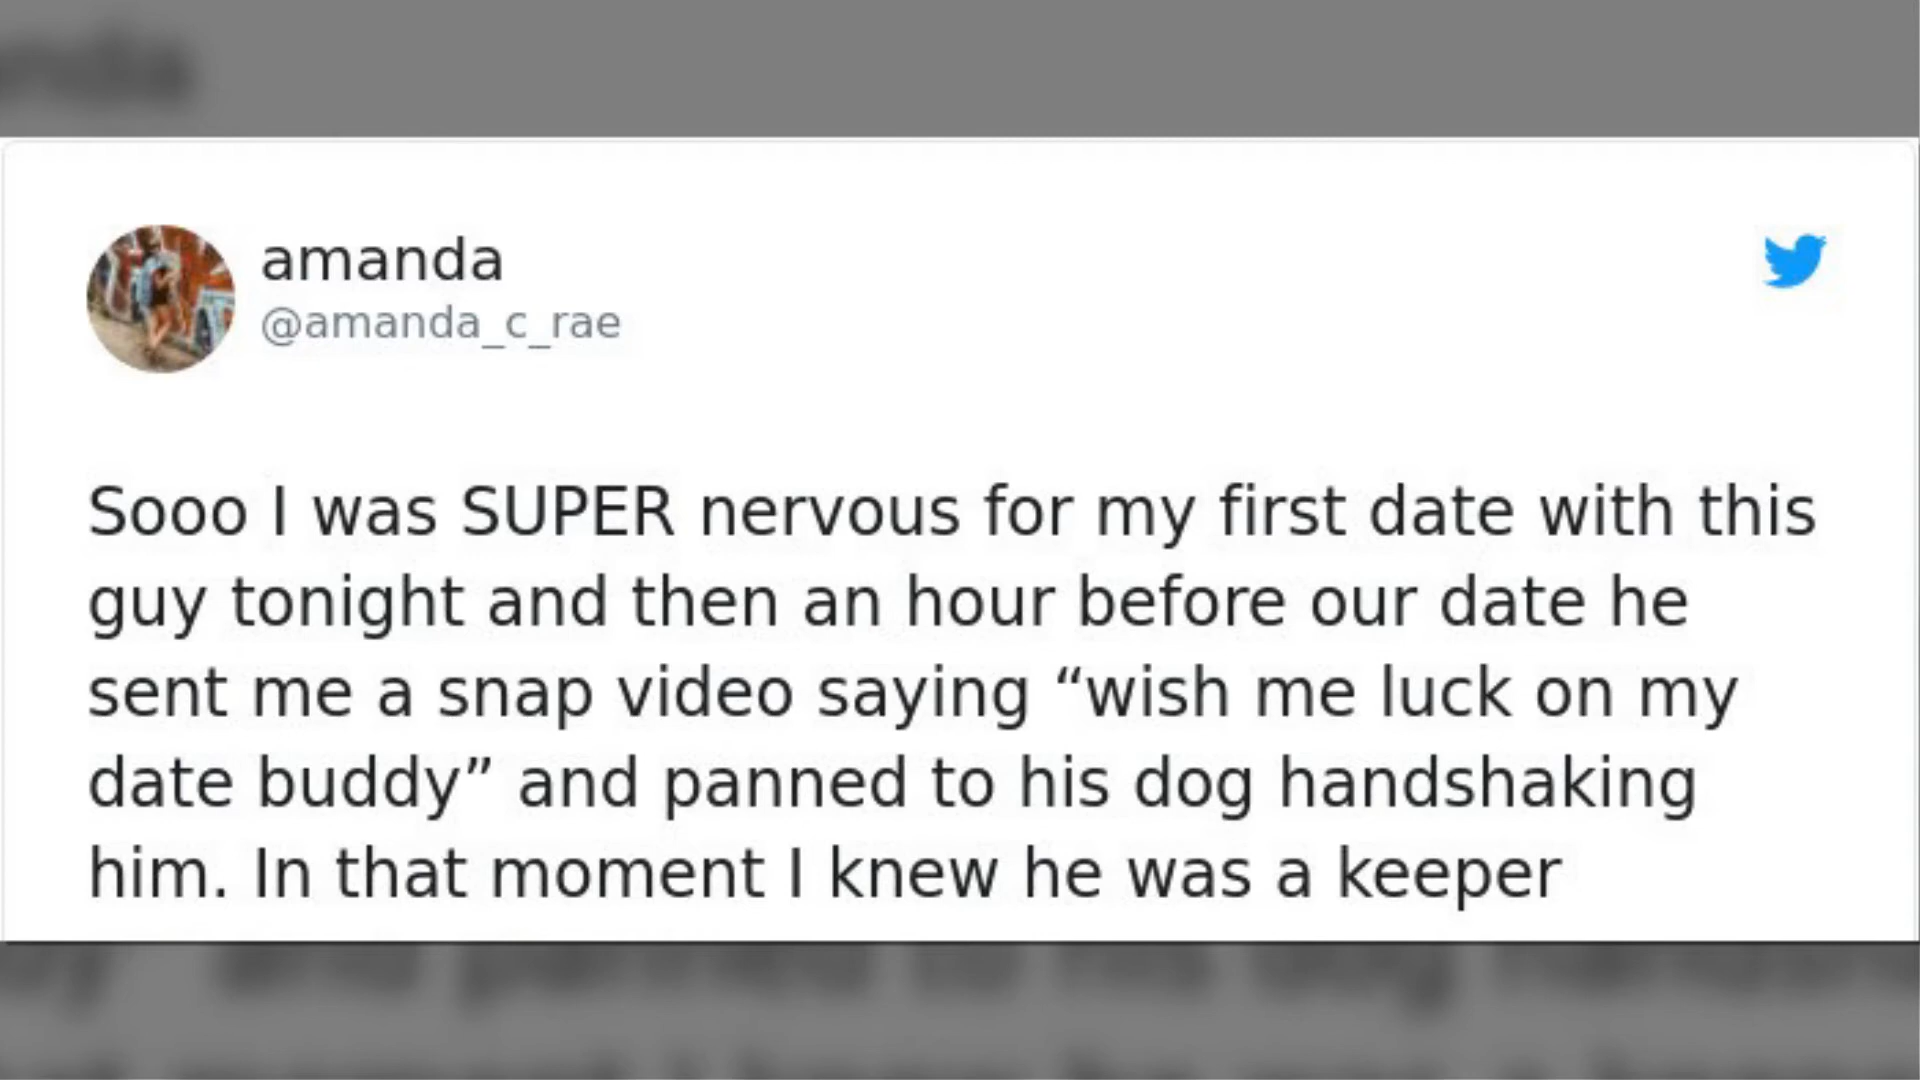 amanda
@amanda_c_rae
Sooo I was SUPER nervous for my first date with this
guy tonight and then an hour before our date he
sent me a snap video saying “wish me luck on my
date buddy” and panned to his dog handshaking
him. In that moment I knew he was a keeper